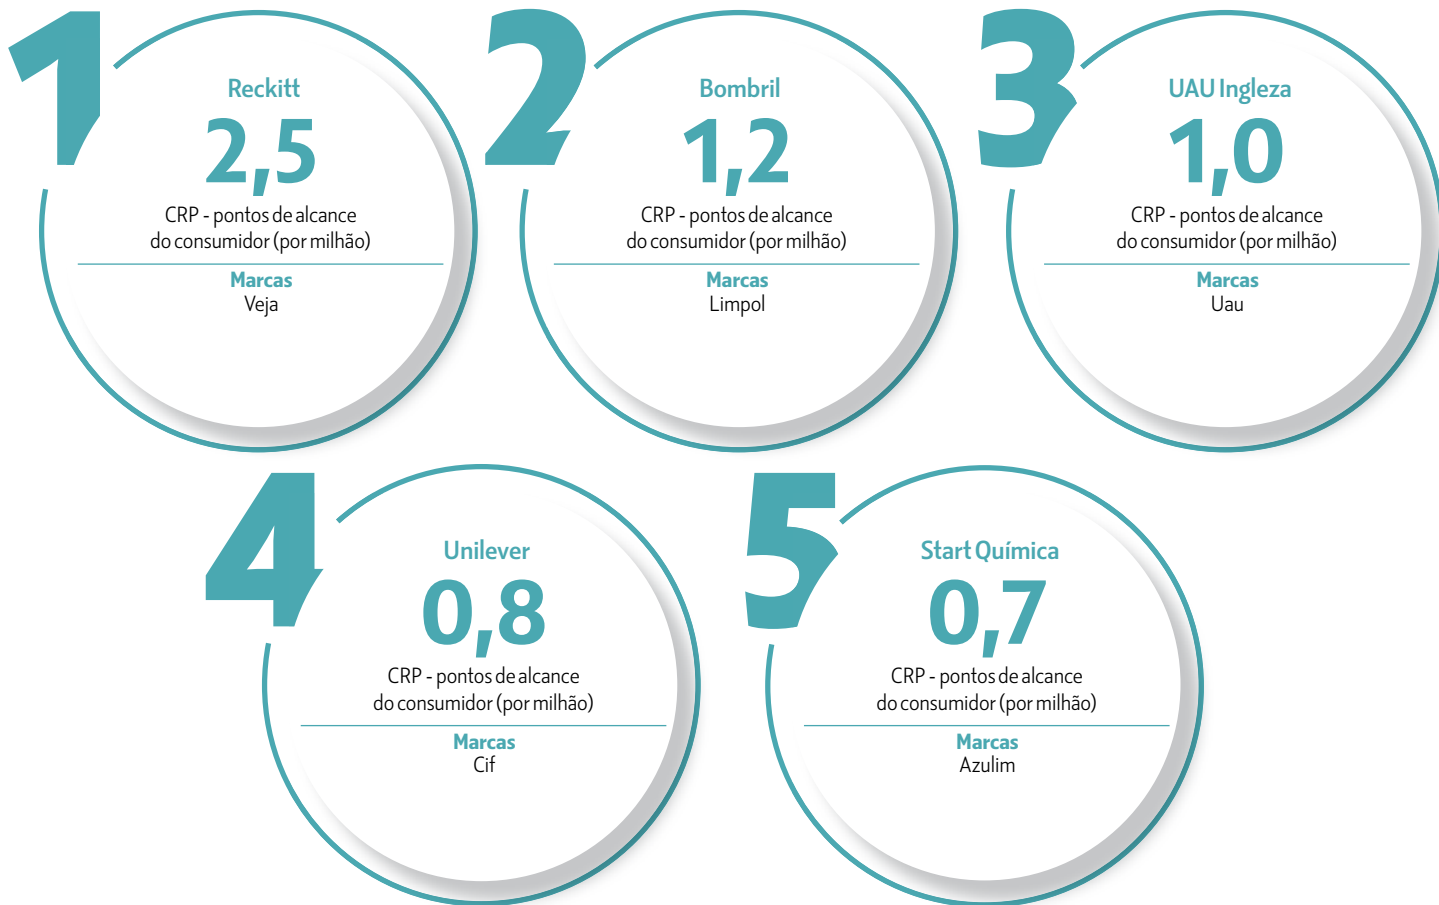 1
Reckitt
2,5
CRP - pontos de alcance
do consumidor (por milhão)
Marcas
Veja
2
Bombril
1,2
CRP - pontos de alcance
do consumidor (por milhão)
Marcas
Limpol
3
UAU Ingleza
1,0
CRP - pontos de alcance
do consumidor (por milhão)
Marcas
Uau
4
Unilever
0,8
CRP - pontos de alcance
do consumidor (por milhão)
Marcas
Cif
5
Start Química
0,7
CRP - pontos de alcance
do consumidor (por milhão)
Marcas
Azulim